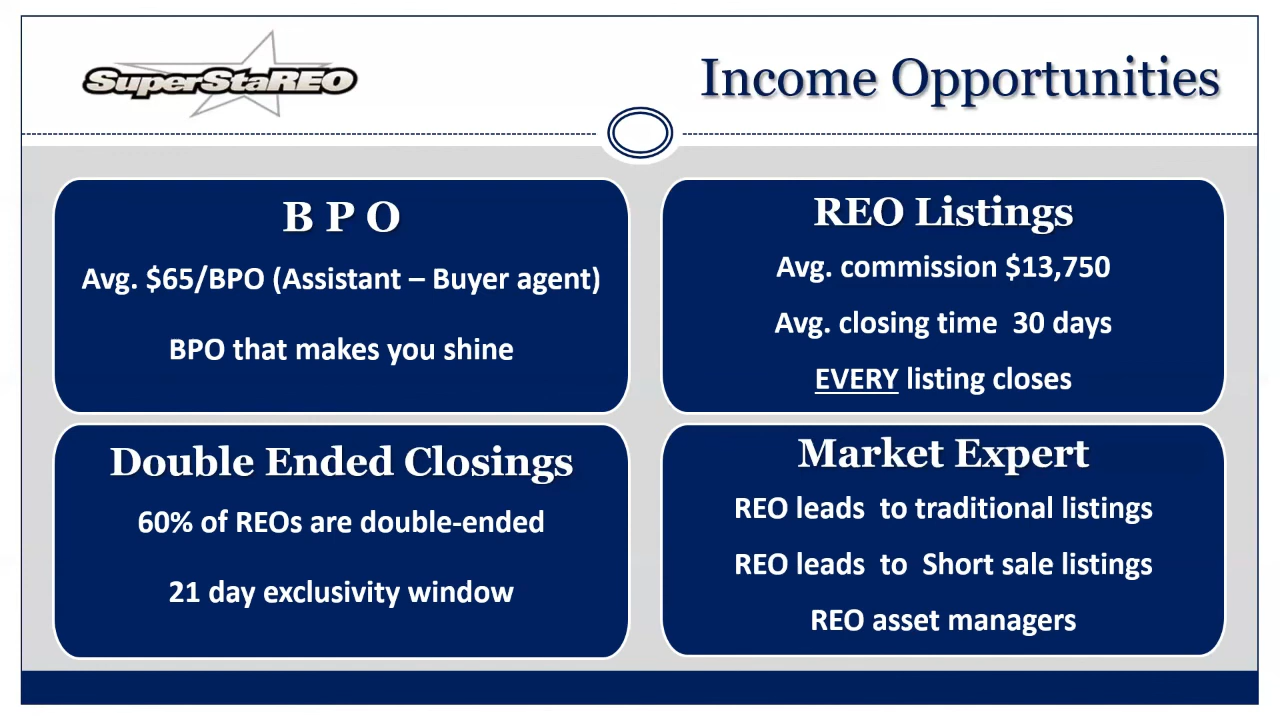 SuperStaREO
Income Opportunities
B P O
Avg. $65/BPO (Assistant – Buyer agent)
BPO that makes you shine
REO Listings
Avg. commission $13,750
Avg. closing time 30 days
EVERY listing closes
Double Ended Closings
60% of REOs are double-ended
21 day exclusivity window
Market Expert
REO leads to traditional listings
REO leads to Short sale listings
REO asset managers